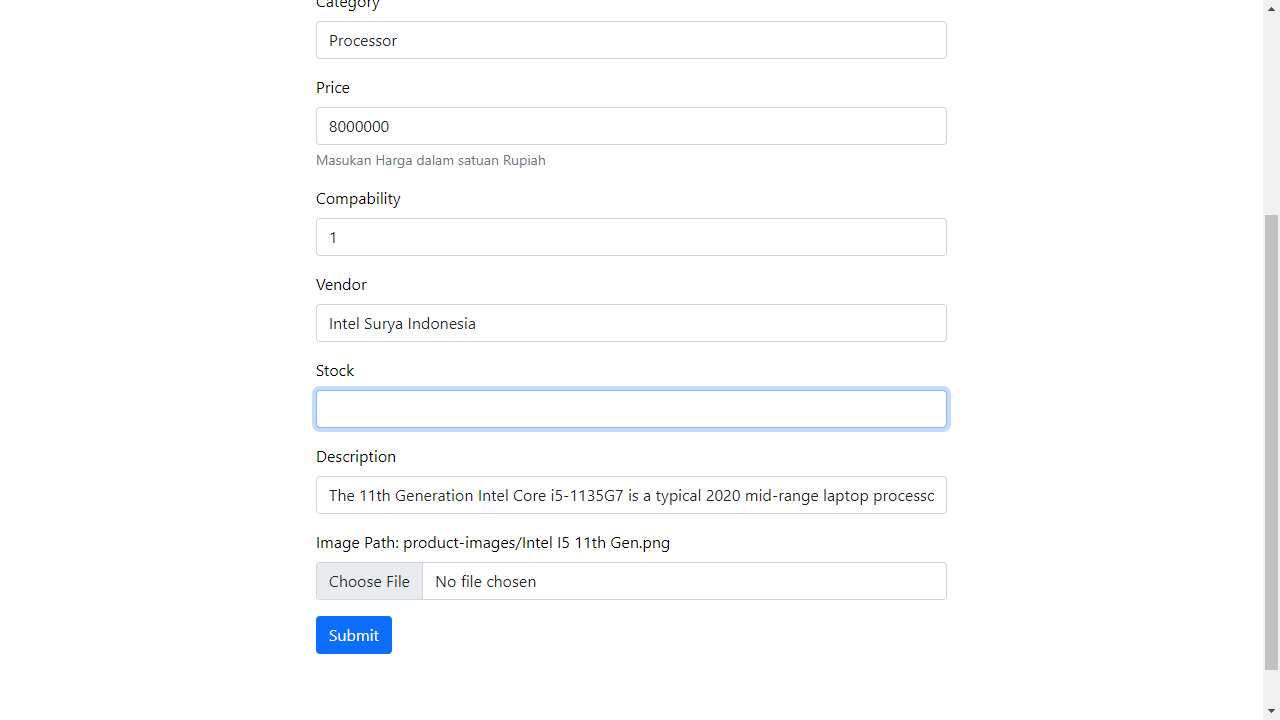 Category
Processor
Price
8000000
Masukan Harga dalam satuan Rupiah
Compability
1
Vendor
Intel Surya Indonesia
Stock
Description
The 11th Generation Intel Core i5-1135G7 is a typical 2020 mid-range laptop
Image Path: product-images/Intel I5 11th Gen.png
Choose File No file chosen
Submit